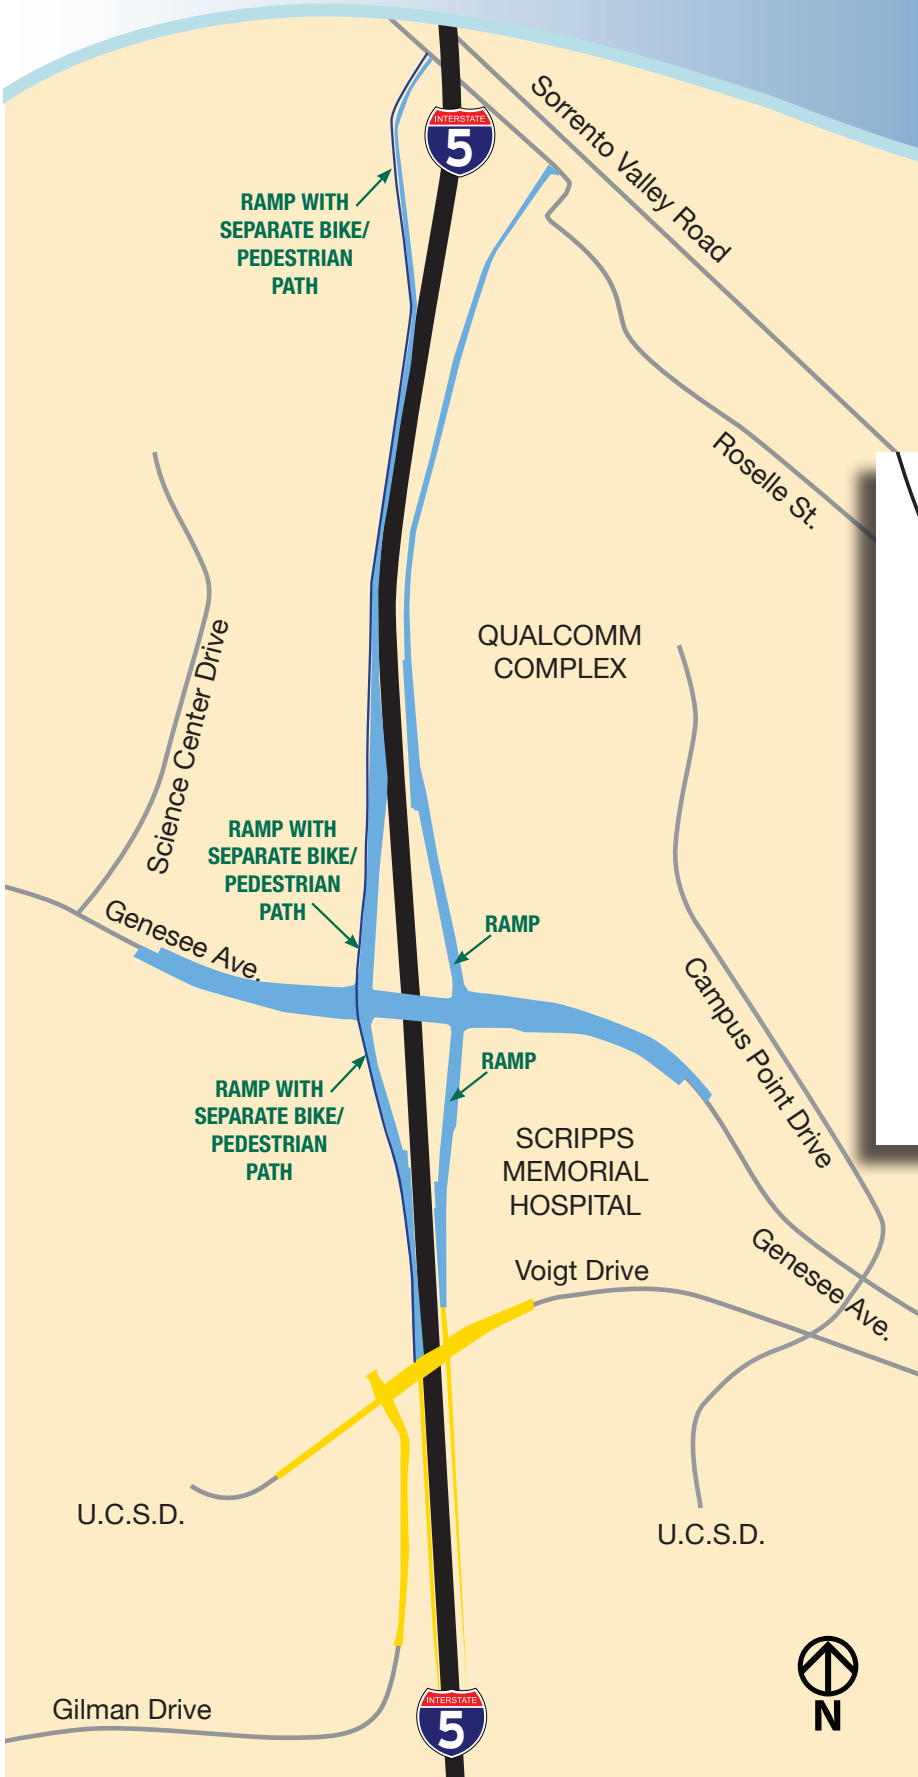 INTERSTATE
5
Sorrento Valley Road
RAMP WITH
SEPARATE BIKE/
PEDESTRIAN
PATH
Roselle St.
QUALCOMM
COMPLEX
Science Center Drive
RAMP WITH
SEPARATE BIKE/
PEDESTRIAN
PATH
Genesee Ave.
RAMP
Campus Point Drive
RAMP
RAMP WITH
SEPARATE BIKE/
PEDESTRIAN
PATH
SCRIPPS
MEMORIAL
HOSPITAL
Voigt Drive
Genesee Ave.
U.C.S.D.
U.C.S.D.
Gilman Drive
INTERSTATE
5
N